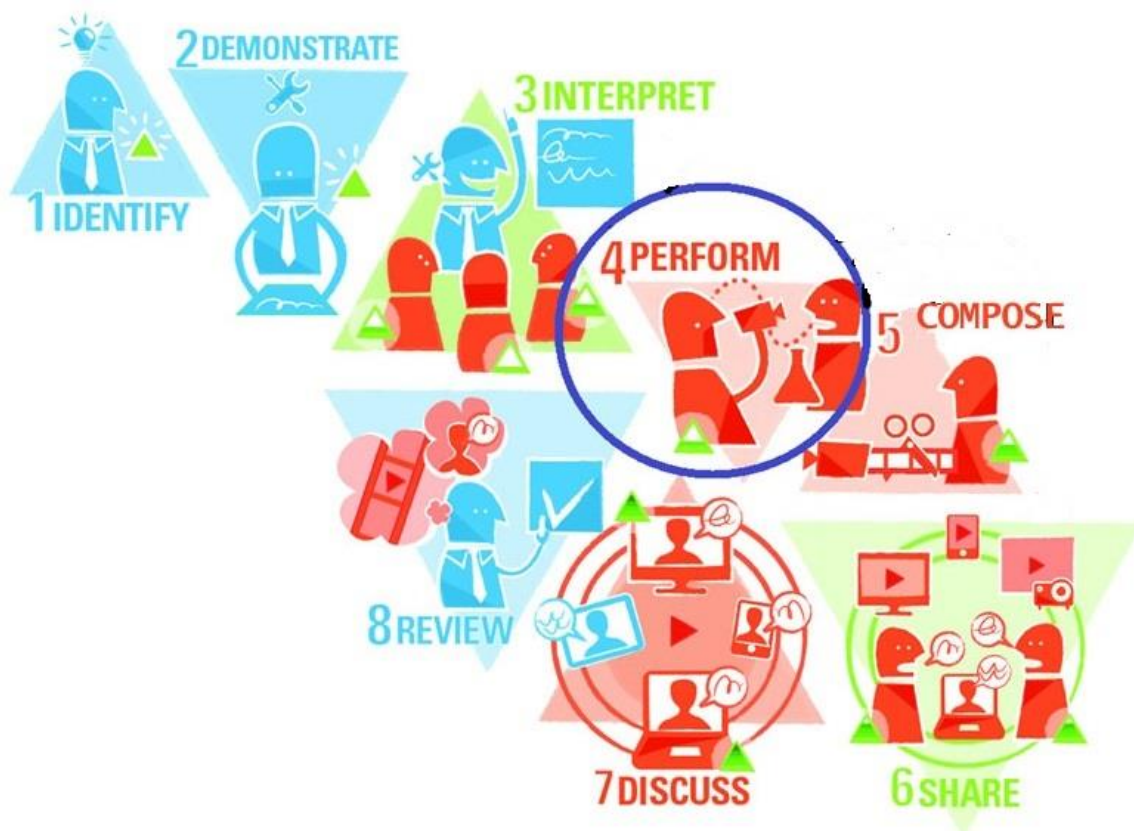 1 IDENTIFY
2 DEMONSTRATE
3 INTERPRET
4 PERFORM
5 COMPOSE
6 SHARE
7 DISCUSS
8 REVIEW